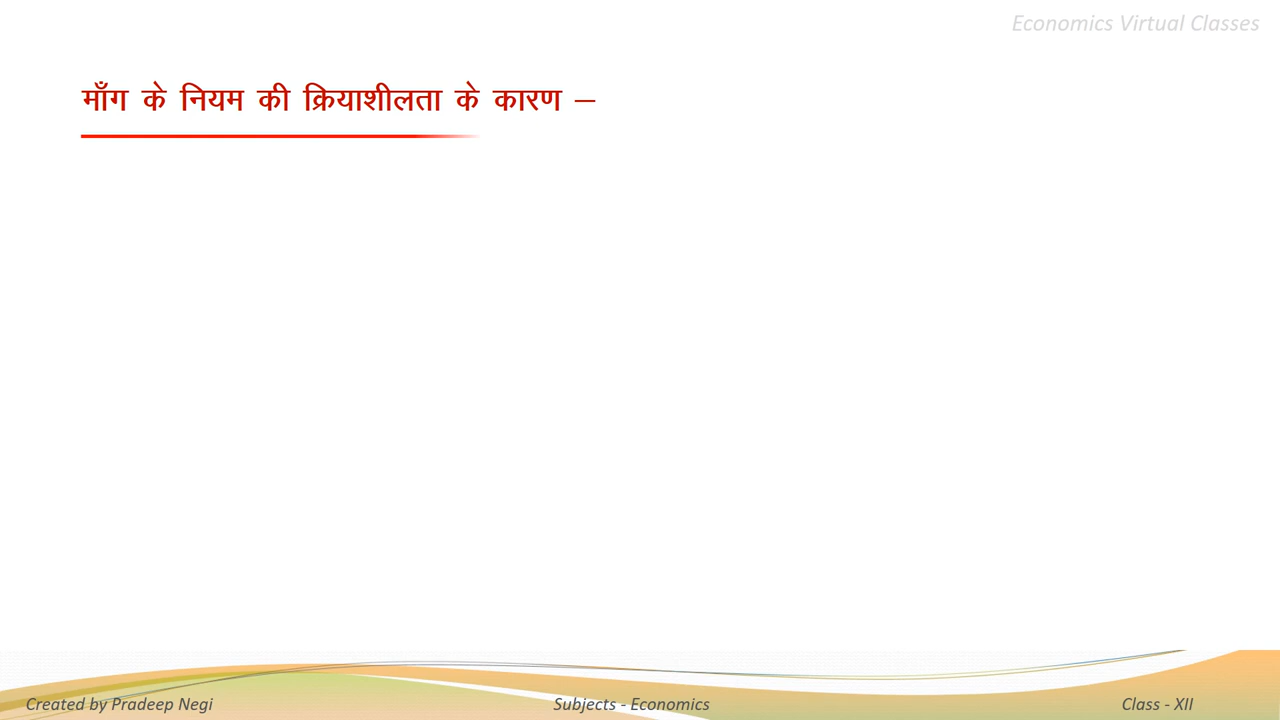 Economics Virtual Classes
माँग के नियम की क्रियाशीलता के कारण –
Created by Pradeep Negi
Subjects - Economics
Class - XII